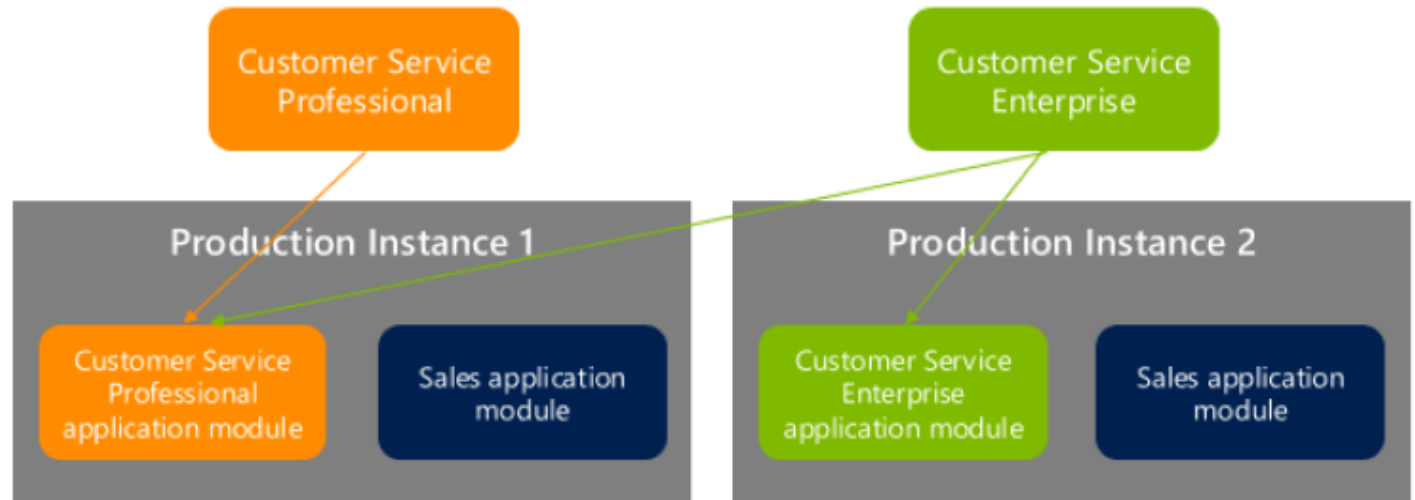 Customer Service
Professional
Customer Service
Enterprise
Production Instance 1
Production Instance 2
Customer Service
Professional
application module
Sales application
module
Customer Service
Enterprise
application module
Sales application
module